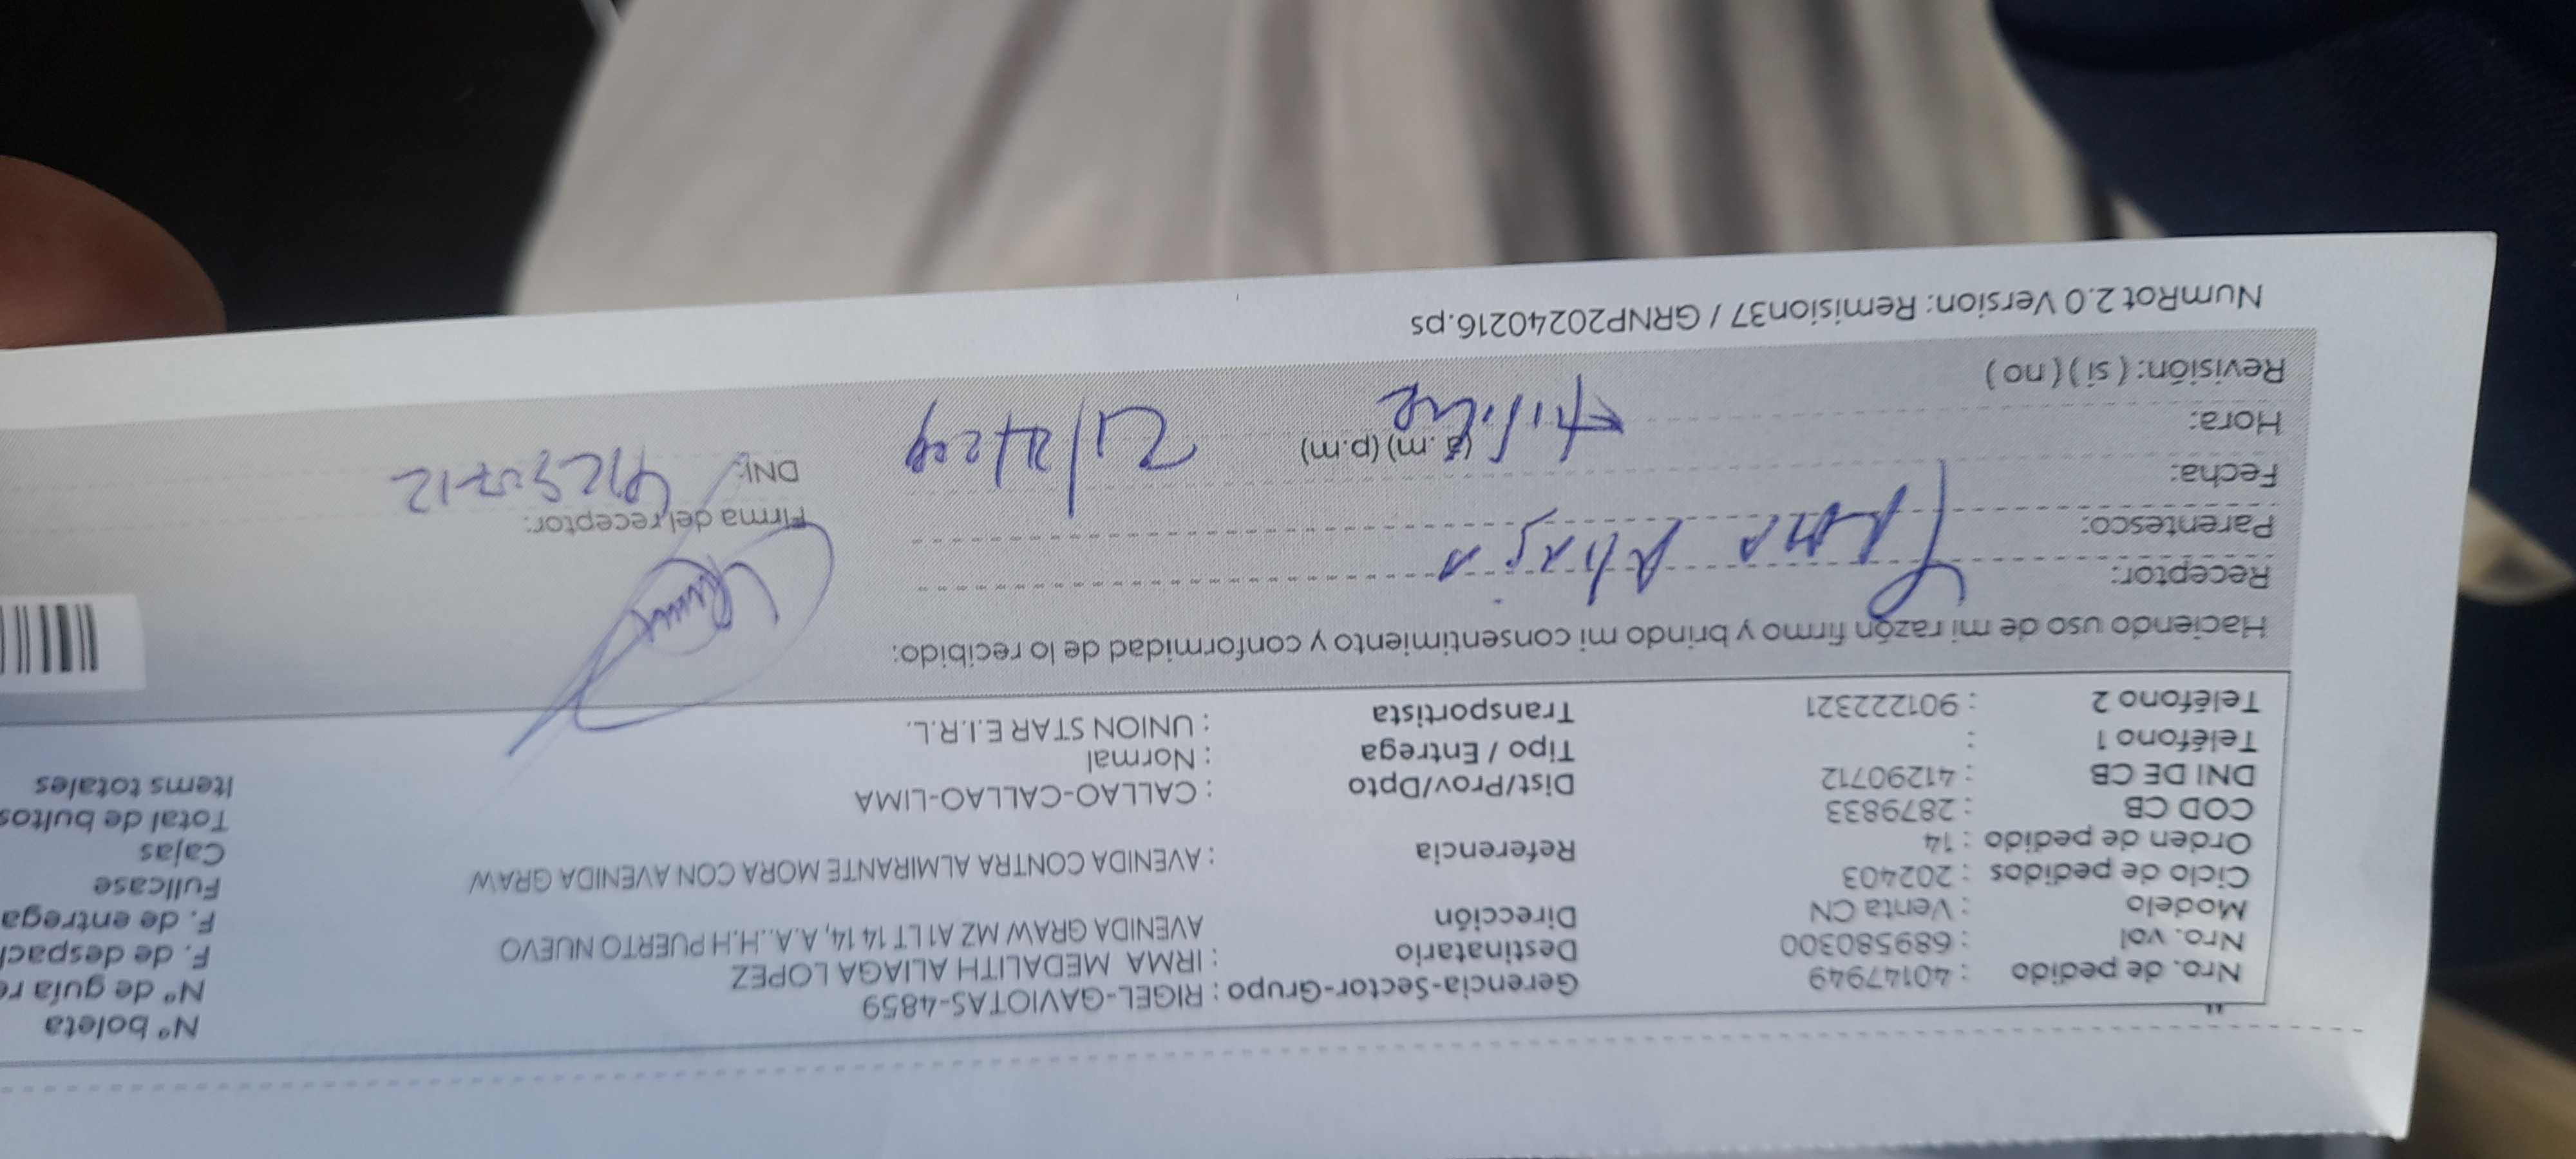 Nro. de pedido : 40147949 Gerencia-Sector-Grupo : RIGEL-GAVIOTAS-4859 Nº boleta
Nro. vol : 689580300 Destinatario : IRMA MEDALITH ALIAGA LOPEZ Nº de guía
Modelo : Venta CN Dirección AVENIDA GRAW MZ A1 LT 14 14, A.A..H.H PUERTO NUEVO F. de despach
Ciclo de pedidos : 202403 F. de entrega
Orden de pedido : 14 Referencia : AVENIDA CONTRA ALMIRANTE MORA CON AVENIDA GRAW Fullcase
COD CB : 2879833 Cajas
DNI DE CB : 41290712 Dist/Prov/Dpto : CALLAO-CALLAO-LIMA Total de bultos
Teléfono 1 : Tipo / Entrega : Normal Items totales
Teléfono 2 : 901222321 Transportista : UNION STAR E.I.R.L.
Haciendo uso de mi razón firmo y brindo mi consentimiento y conformidad de lo recibido:
Receptor: Irma Aliaga
Parentesco:
Firma del receptor:
Fecha:
DNI:
Hora: (a.m) (p.m)
Revisión: ( sí ) ( no )
NumRot 2.0 Version: Remision37 / GRNP20240216.ps